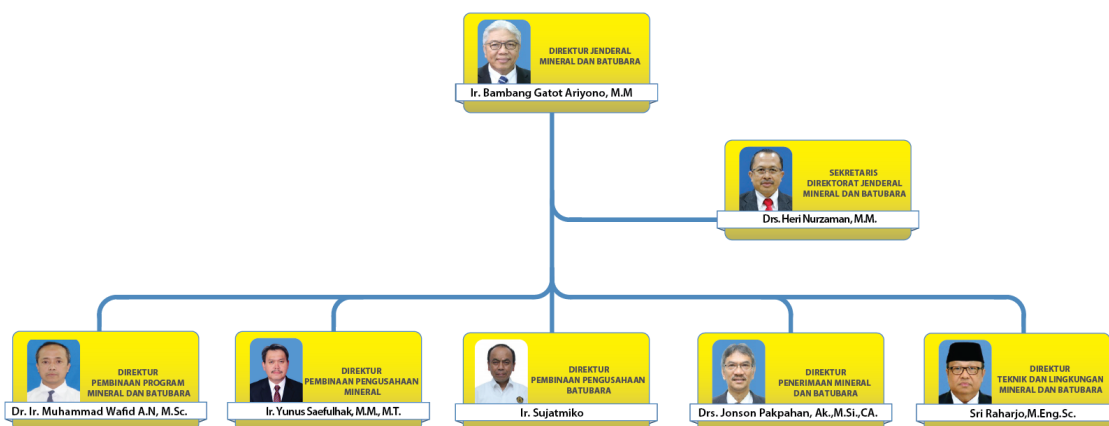 DIREKTUR JENDERAL
MINERAL DAN BATUBARA
Ir. Bambang Gatot Ariyono, M.M
SEKRETARIS
DIREKTORAT JENDERAL
MINERAL DAN BATUBARA
Drs. Heri Nurzaman, M.M.
DIREKTUR
PEMBINAAN PROGRAM
MINERAL DAN BATUBARA
Dr. Ir. Muhammad Wafid A.N, M.Sc.
DIREKTUR
PEMBINAAN PENGUSAHAAN
MINERAL
Ir. Yunus Saefulhak, M.M., M.T.
DIREKTUR
PEMBINAAN PENGUSAHAAN
BATUBARA
Ir. Sujatmiko
DIREKTUR
PENERIMAAN MINERAL
DAN BATUBARA
Drs. Jonson Pakpahan, Ak.,M.Si.,CA.
DIREKTUR
TEKNIK DAN LINGKUNGAN
MINERAL DAN BATUBARA
Sri Raharjo,M.Eng.Sc.